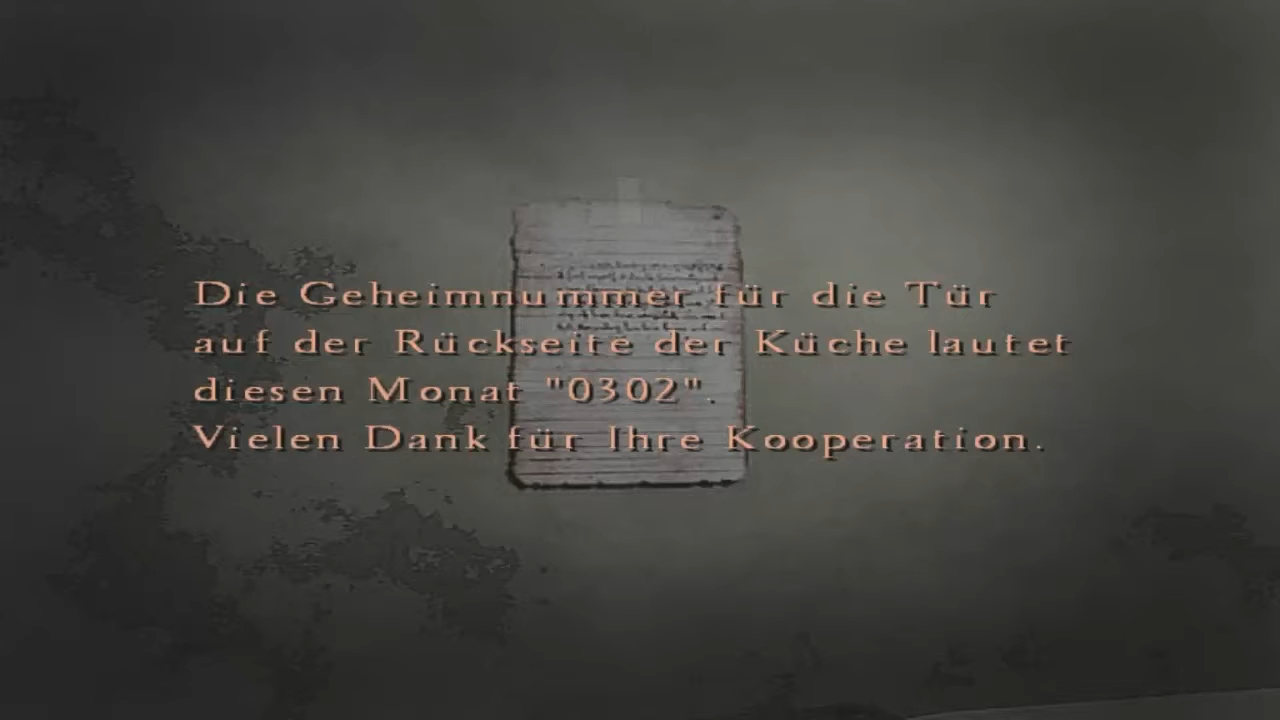 Die Geheimnummer für die Tür
auf der Rückseite der Küche lautet
diesen Monat "0302".
Vielen Dank für Ihre Kooperation.